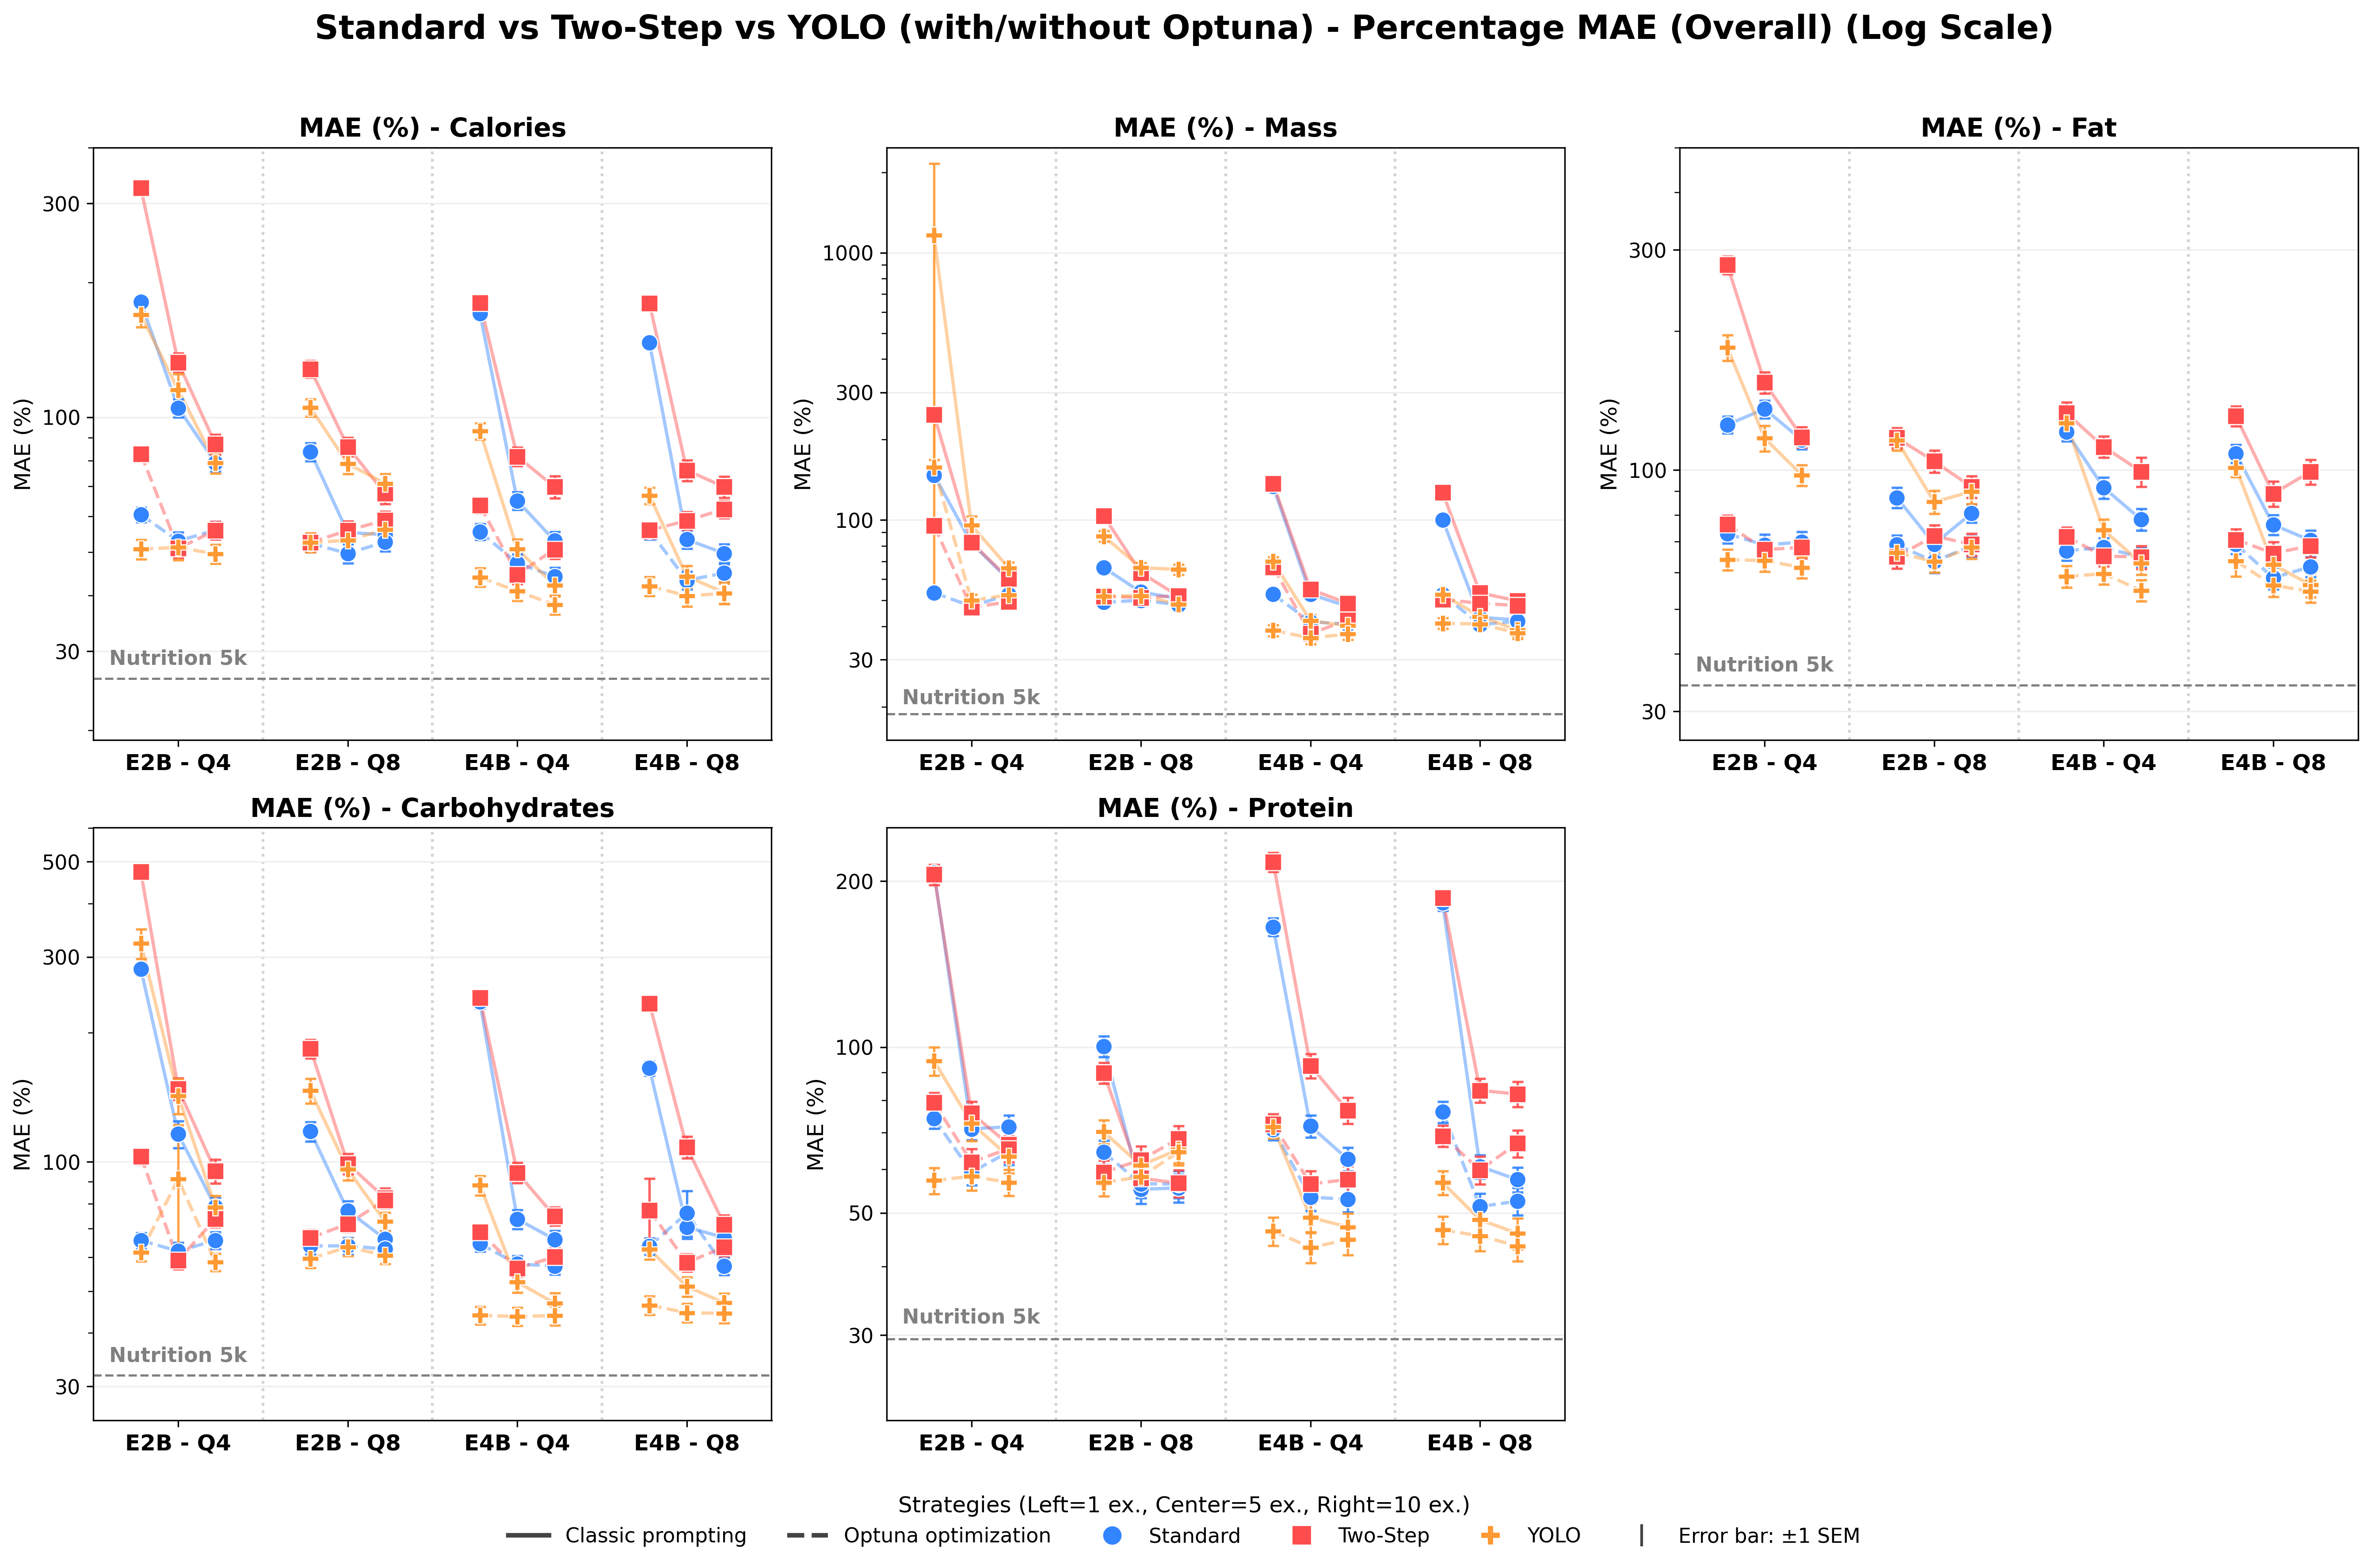 Standard vs Two-Step vs YOLO (with/without Optuna) - Percentage MAE (Overall) (Log Scale)
MAE (%) - Calories
MAE (%)
300
100
30
Nutrition 5k
E2B - Q4
E2B - Q8
E4B - Q4
E4B - Q8
MAE (%) - Mass
MAE (%)
1000
300
100
30
Nutrition 5k
E2B - Q4
E2B - Q8
E4B - Q4
E4B - Q8
MAE (%) - Fat
MAE (%)
300
100
30
Nutrition 5k
E2B - Q4
E2B - Q8
E4B - Q4
E4B - Q8
MAE (%) - Carbohydrates
MAE (%)
500
300
100
30
Nutrition 5k
E2B - Q4
E2B - Q8
E4B - Q4
E4B - Q8
MAE (%) - Protein
MAE (%)
200
100
50
30
Nutrition 5k
E2B - Q4
E2B - Q8
E4B - Q4
E4B - Q8
Strategies (Left=1 ex., Center=5 ex., Right=10 ex.)
Classic prompting
Optuna optimization
Standard
Two-Step
YOLO
Error bar: ±1 SEM